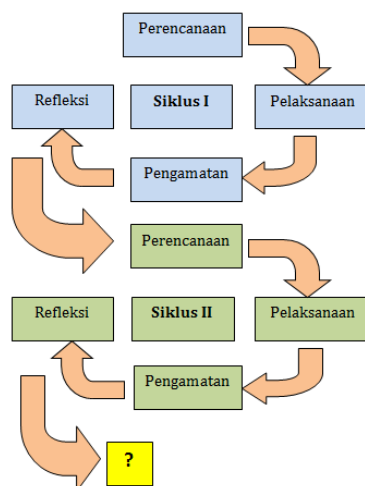 Perencanaan
Refleksi
Siklus I
Pelaksanaan
Pengamatan
Perencanaan
Refleksi
Siklus II
Pelaksanaan
Pengamatan
?